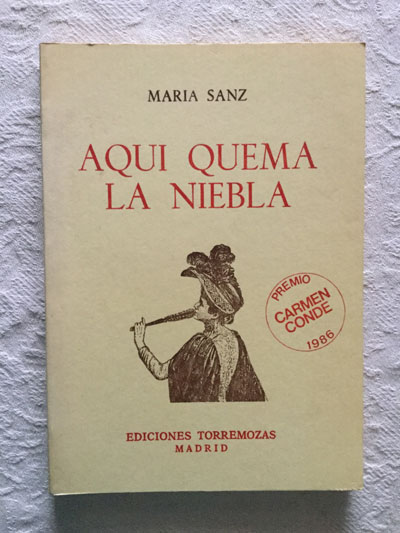 MARIA SANZ
AQUI QUEMA
LA NIEBLA
PREMIO
CARMEN
CONDE
1986
EDICIONES TORREMOZAS
MADRID